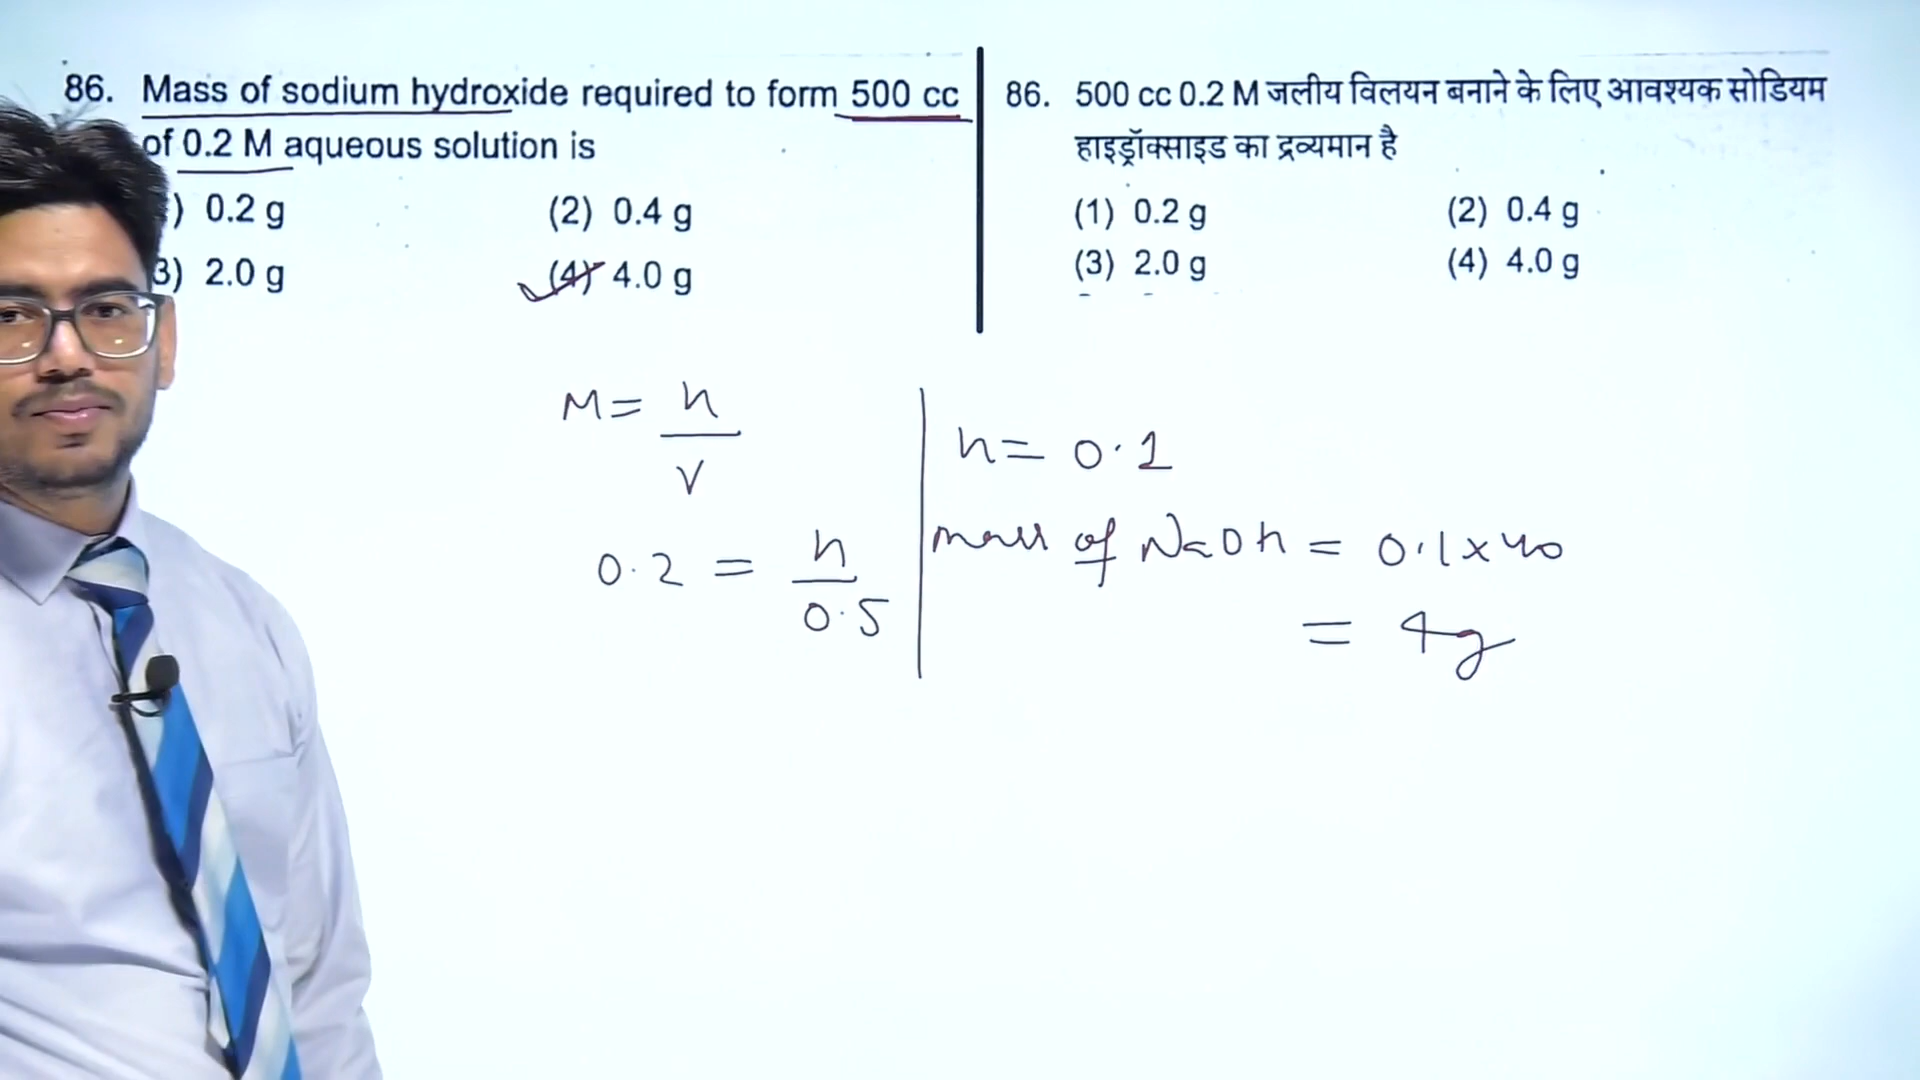 86. Mass of sodium hydroxide required to form 500 cc
of 0.2 M aqueous solution is
) 0.2 g (2) 0.4 g
3) 2.0 g (4) 4.0 g
86. 500 cc 0.2 M जलीय विलयन बनाने के लिए आवश्यक सोडियम
हाइड्रॉक्साइड का द्रव्यमान है
(1) 0.2 g (2) 0.4 g
(3) 2.0 g (4) 4.0 g
M = n / V
0.2 = n / 0.5
n = 0.1
mass of NaOH = 0.1 x 40
= 4g